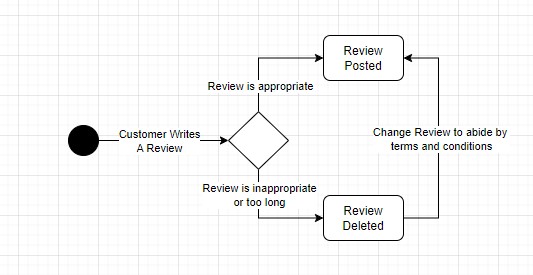 Review
Posted
Review is appropriate
Customer Writes
A Review
Change Review to abide by
terms and conditions
Review is inappropriate
or too long
Review
Deleted